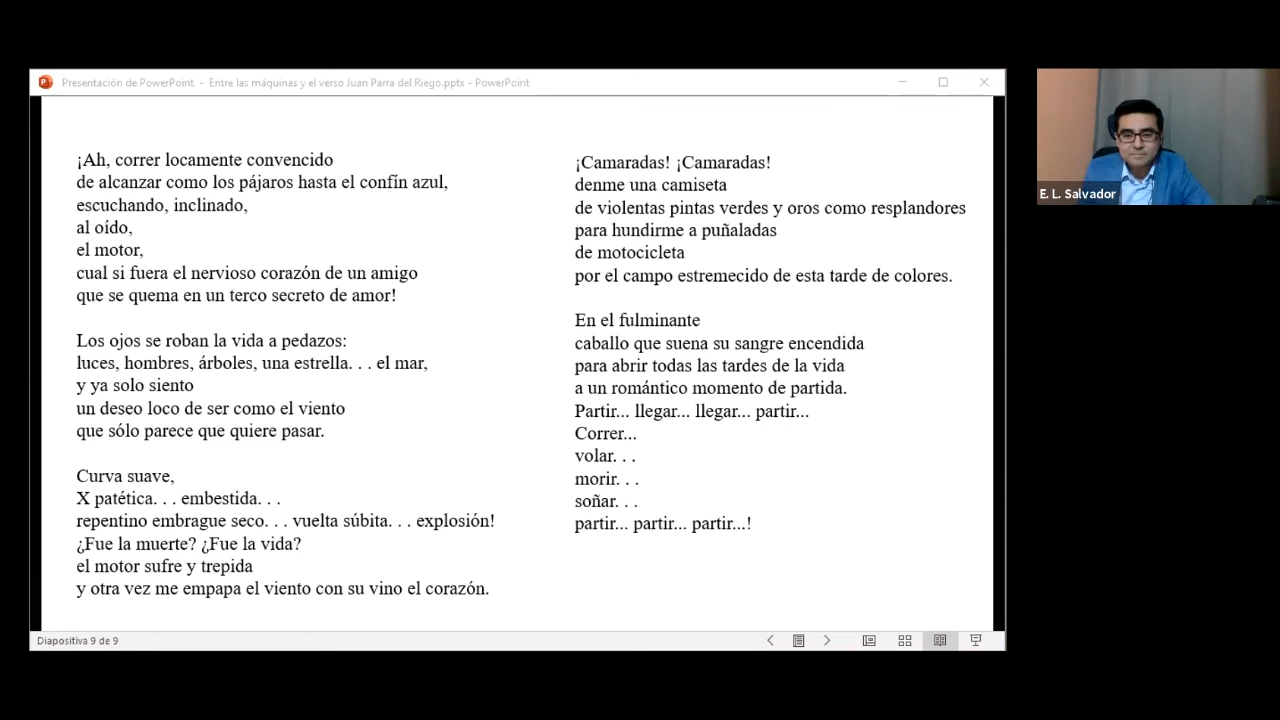 Presentación de PowerPoint - Entre las máquinas y el verso Juan Parra del Riego.pptx - PowerPoint
¡Ah, correr locamente convencido
de alcanzar como los pájaros hasta el confín azul,
escuchando, inclinado,
al oído,
el motor,
cual si fuera el nervioso corazón de un amigo
que se quema en un terco secreto de amor!
Los ojos se roban la vida a pedazos:
luces, hombres, árboles, una estrella. . . el mar,
y ya solo siento
un deseo loco de ser como el viento
que sólo parece que quiere pasar.
Curva suave,
X patética. . . embestida. . .
repentino embrague seco. . . vuelta súbita. . . explosión!
¿Fue la muerte? ¿Fue la vida?
el motor sufre y trepida
y otra vez me empapa el viento con su vino el corazón.
¡Camaradas! ¡Camaradas!
denme una camiseta
de violentas pintas verdes y oros como resplandores
para hundirme a puñaladas
de motocicleta
por el campo estremecido de esta tarde de colores.
En el fulminante
caballo que suena su sangre encendida
para abrir todas las tardes de la vida
a un romántico momento de partida.
Partir... llegar... llegar... partir...
Correr...
volar. . .
morir. . .
soñar. . .
partir... partir... partir...!
E. L. Salvador
Diapositiva 9 de 9